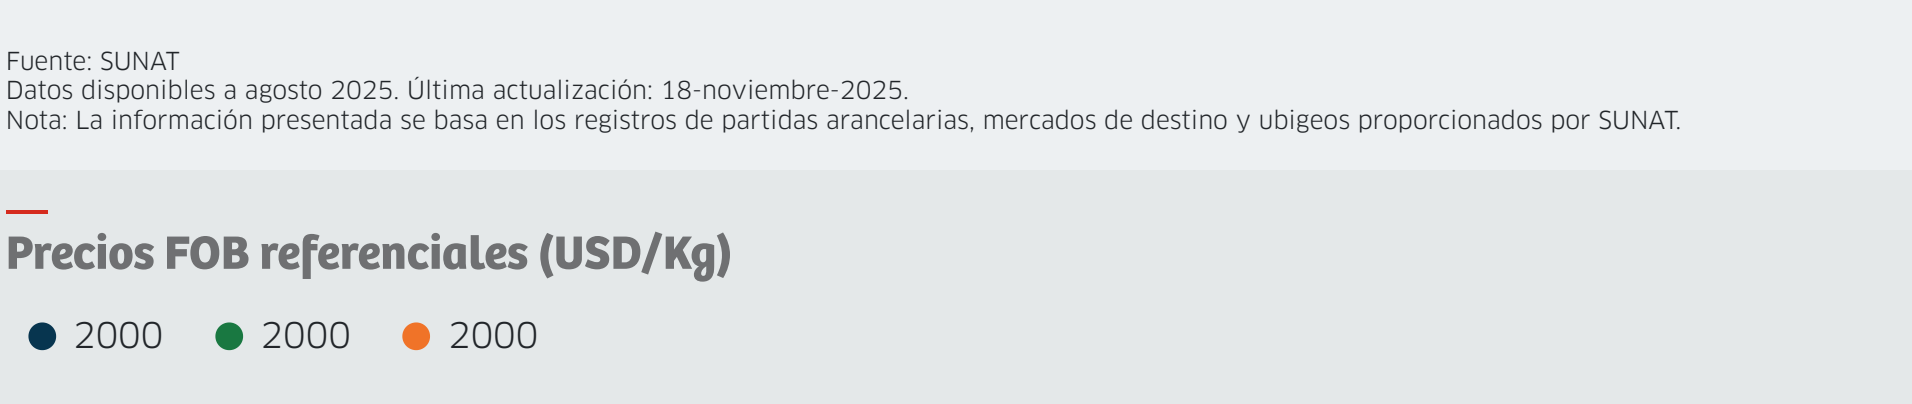 Fuente: SUNAT
Datos disponibles a agosto 2025. Última actualización: 18-noviembre-2025.
Nota: La información presentada se basa en los registros de partidas arancelarias, mercados de destino y ubigeos proporcionados por SUNAT.
Precios FOB referenciales (USD/Kg)
2000 2000 2000